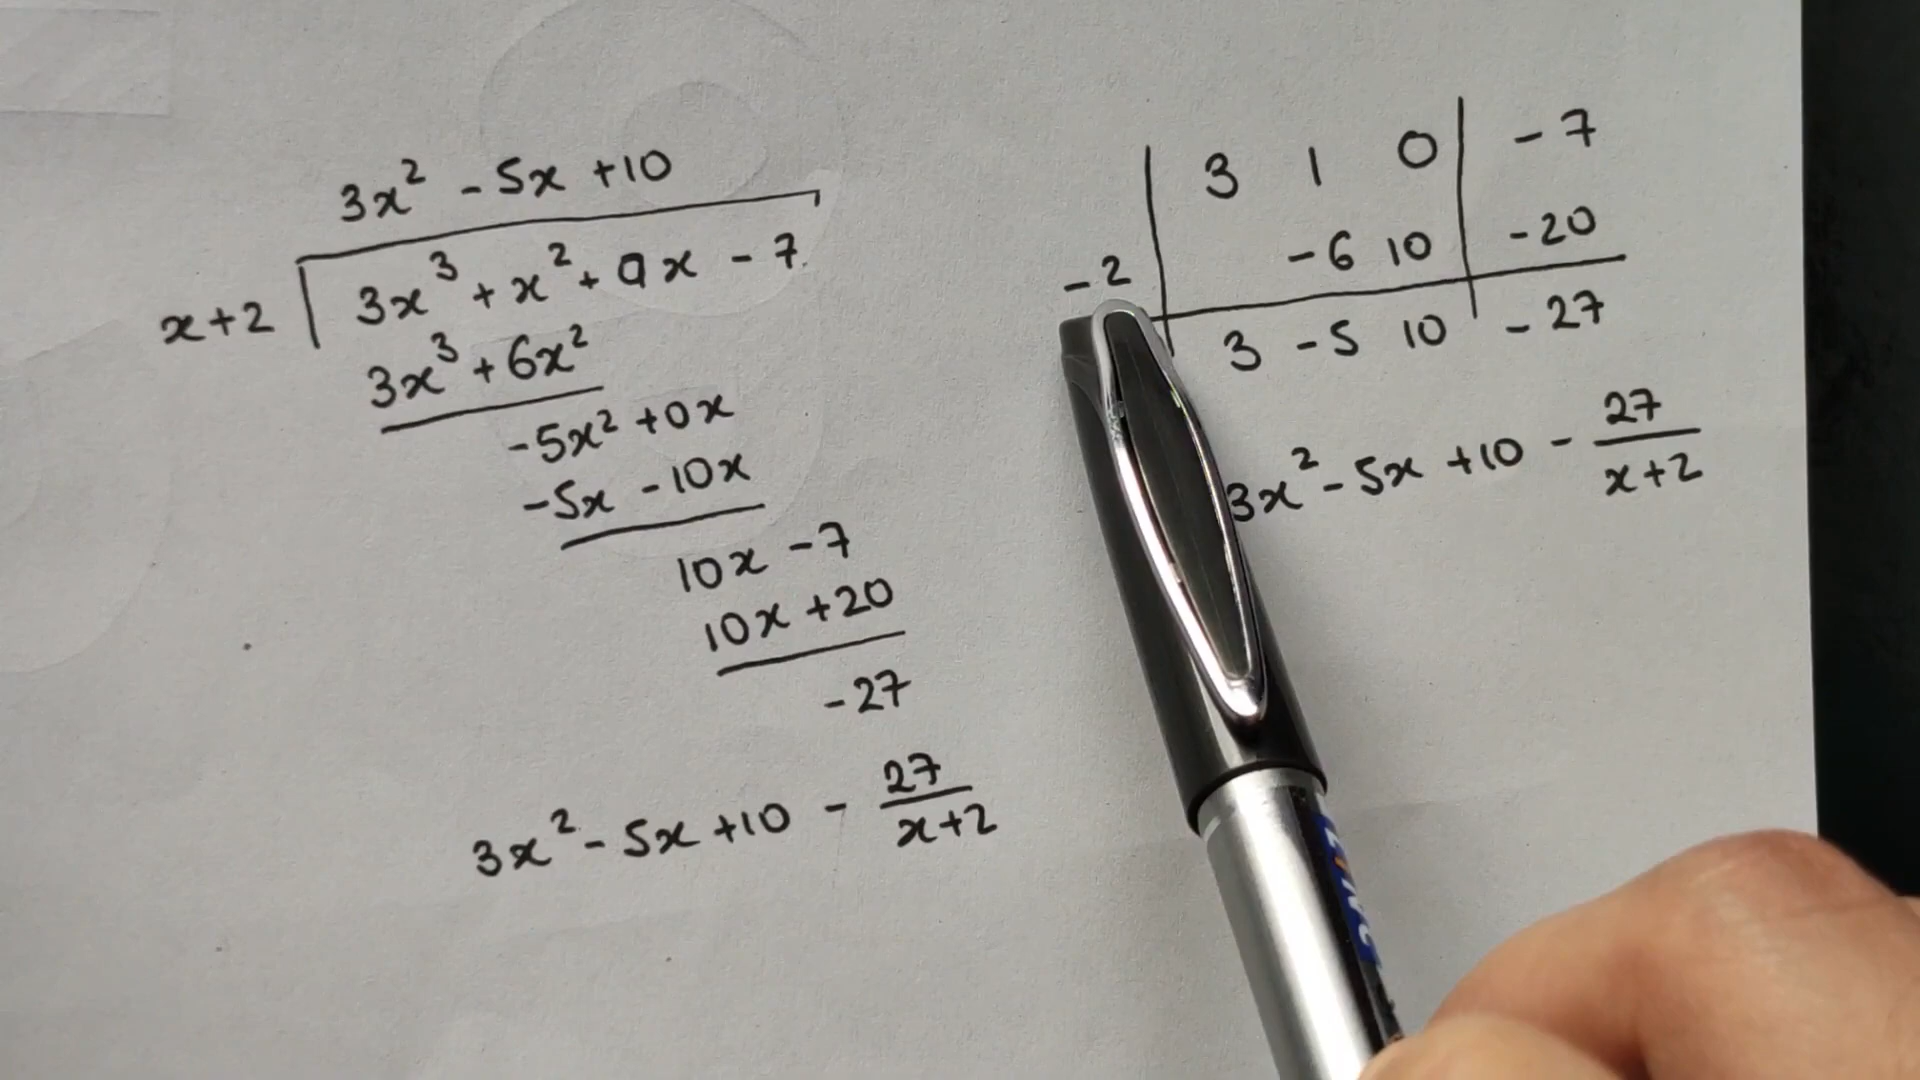 3x² - 5x + 10
x+2 3x³ + x² + 0x - 7
3x³ + 6x²
-5x² + 0x
-5x - 10x
10x - 7
10x + 20
-27
3x² - 5x + 10 - 27/(x+2)
3 1 0 -7
-2 -6 10 -20
3 -5 10 -27
3x² - 5x + 10 - 27/(x+2)